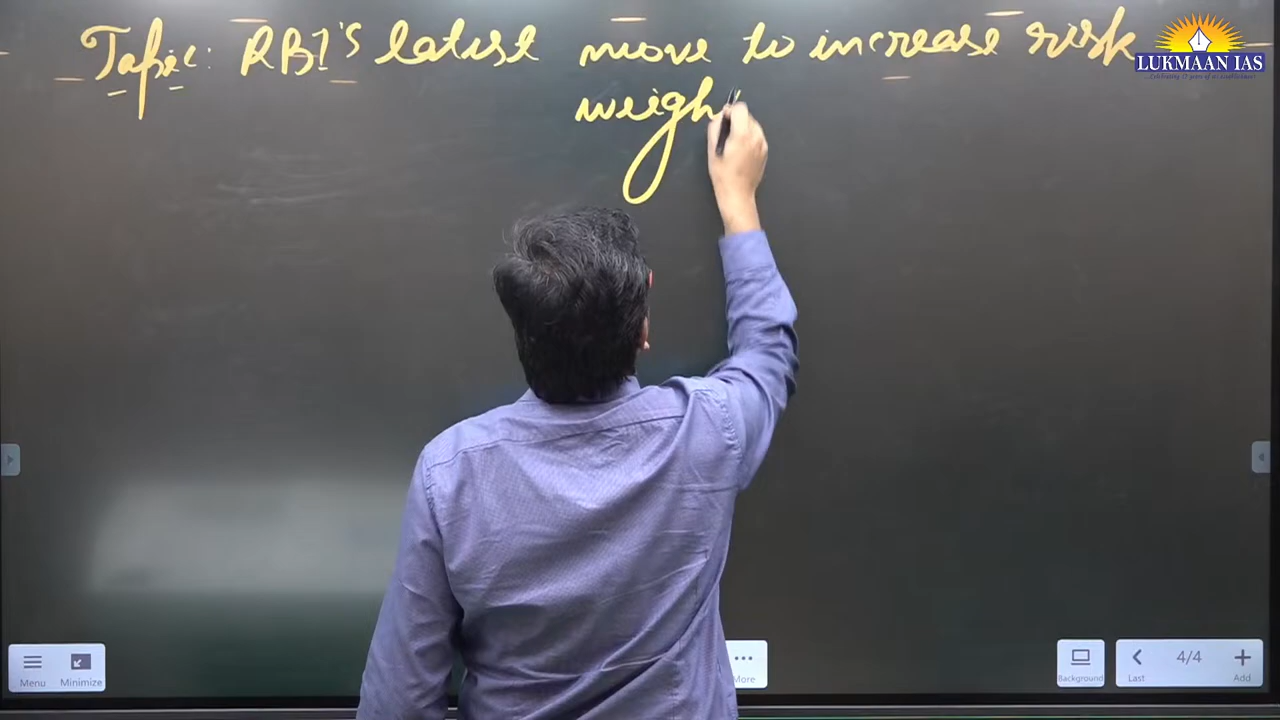 Topic: RBI's latest move to increase risk
weigh
LUKMAAN IAS
Menu
Minimize
More
Background
Last
4/4
Add